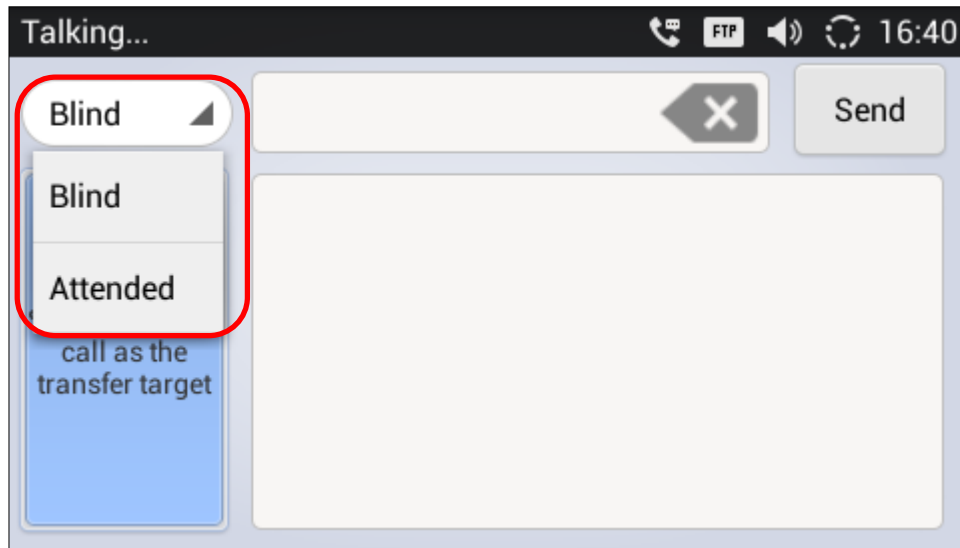 Talking...
FTP
16:40
Blind
Send
Blind
Attended
call as the
transfer target